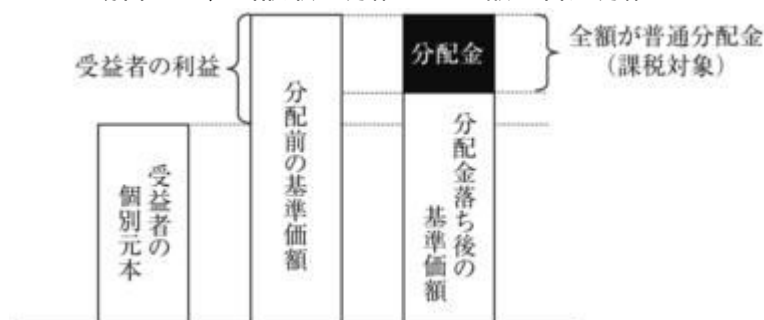 受益者の利益
分配金
全額が普通分配金
（課税対象）
受益者の
個別元本
分配前の基準価額
分配金落ち後の
基準価額